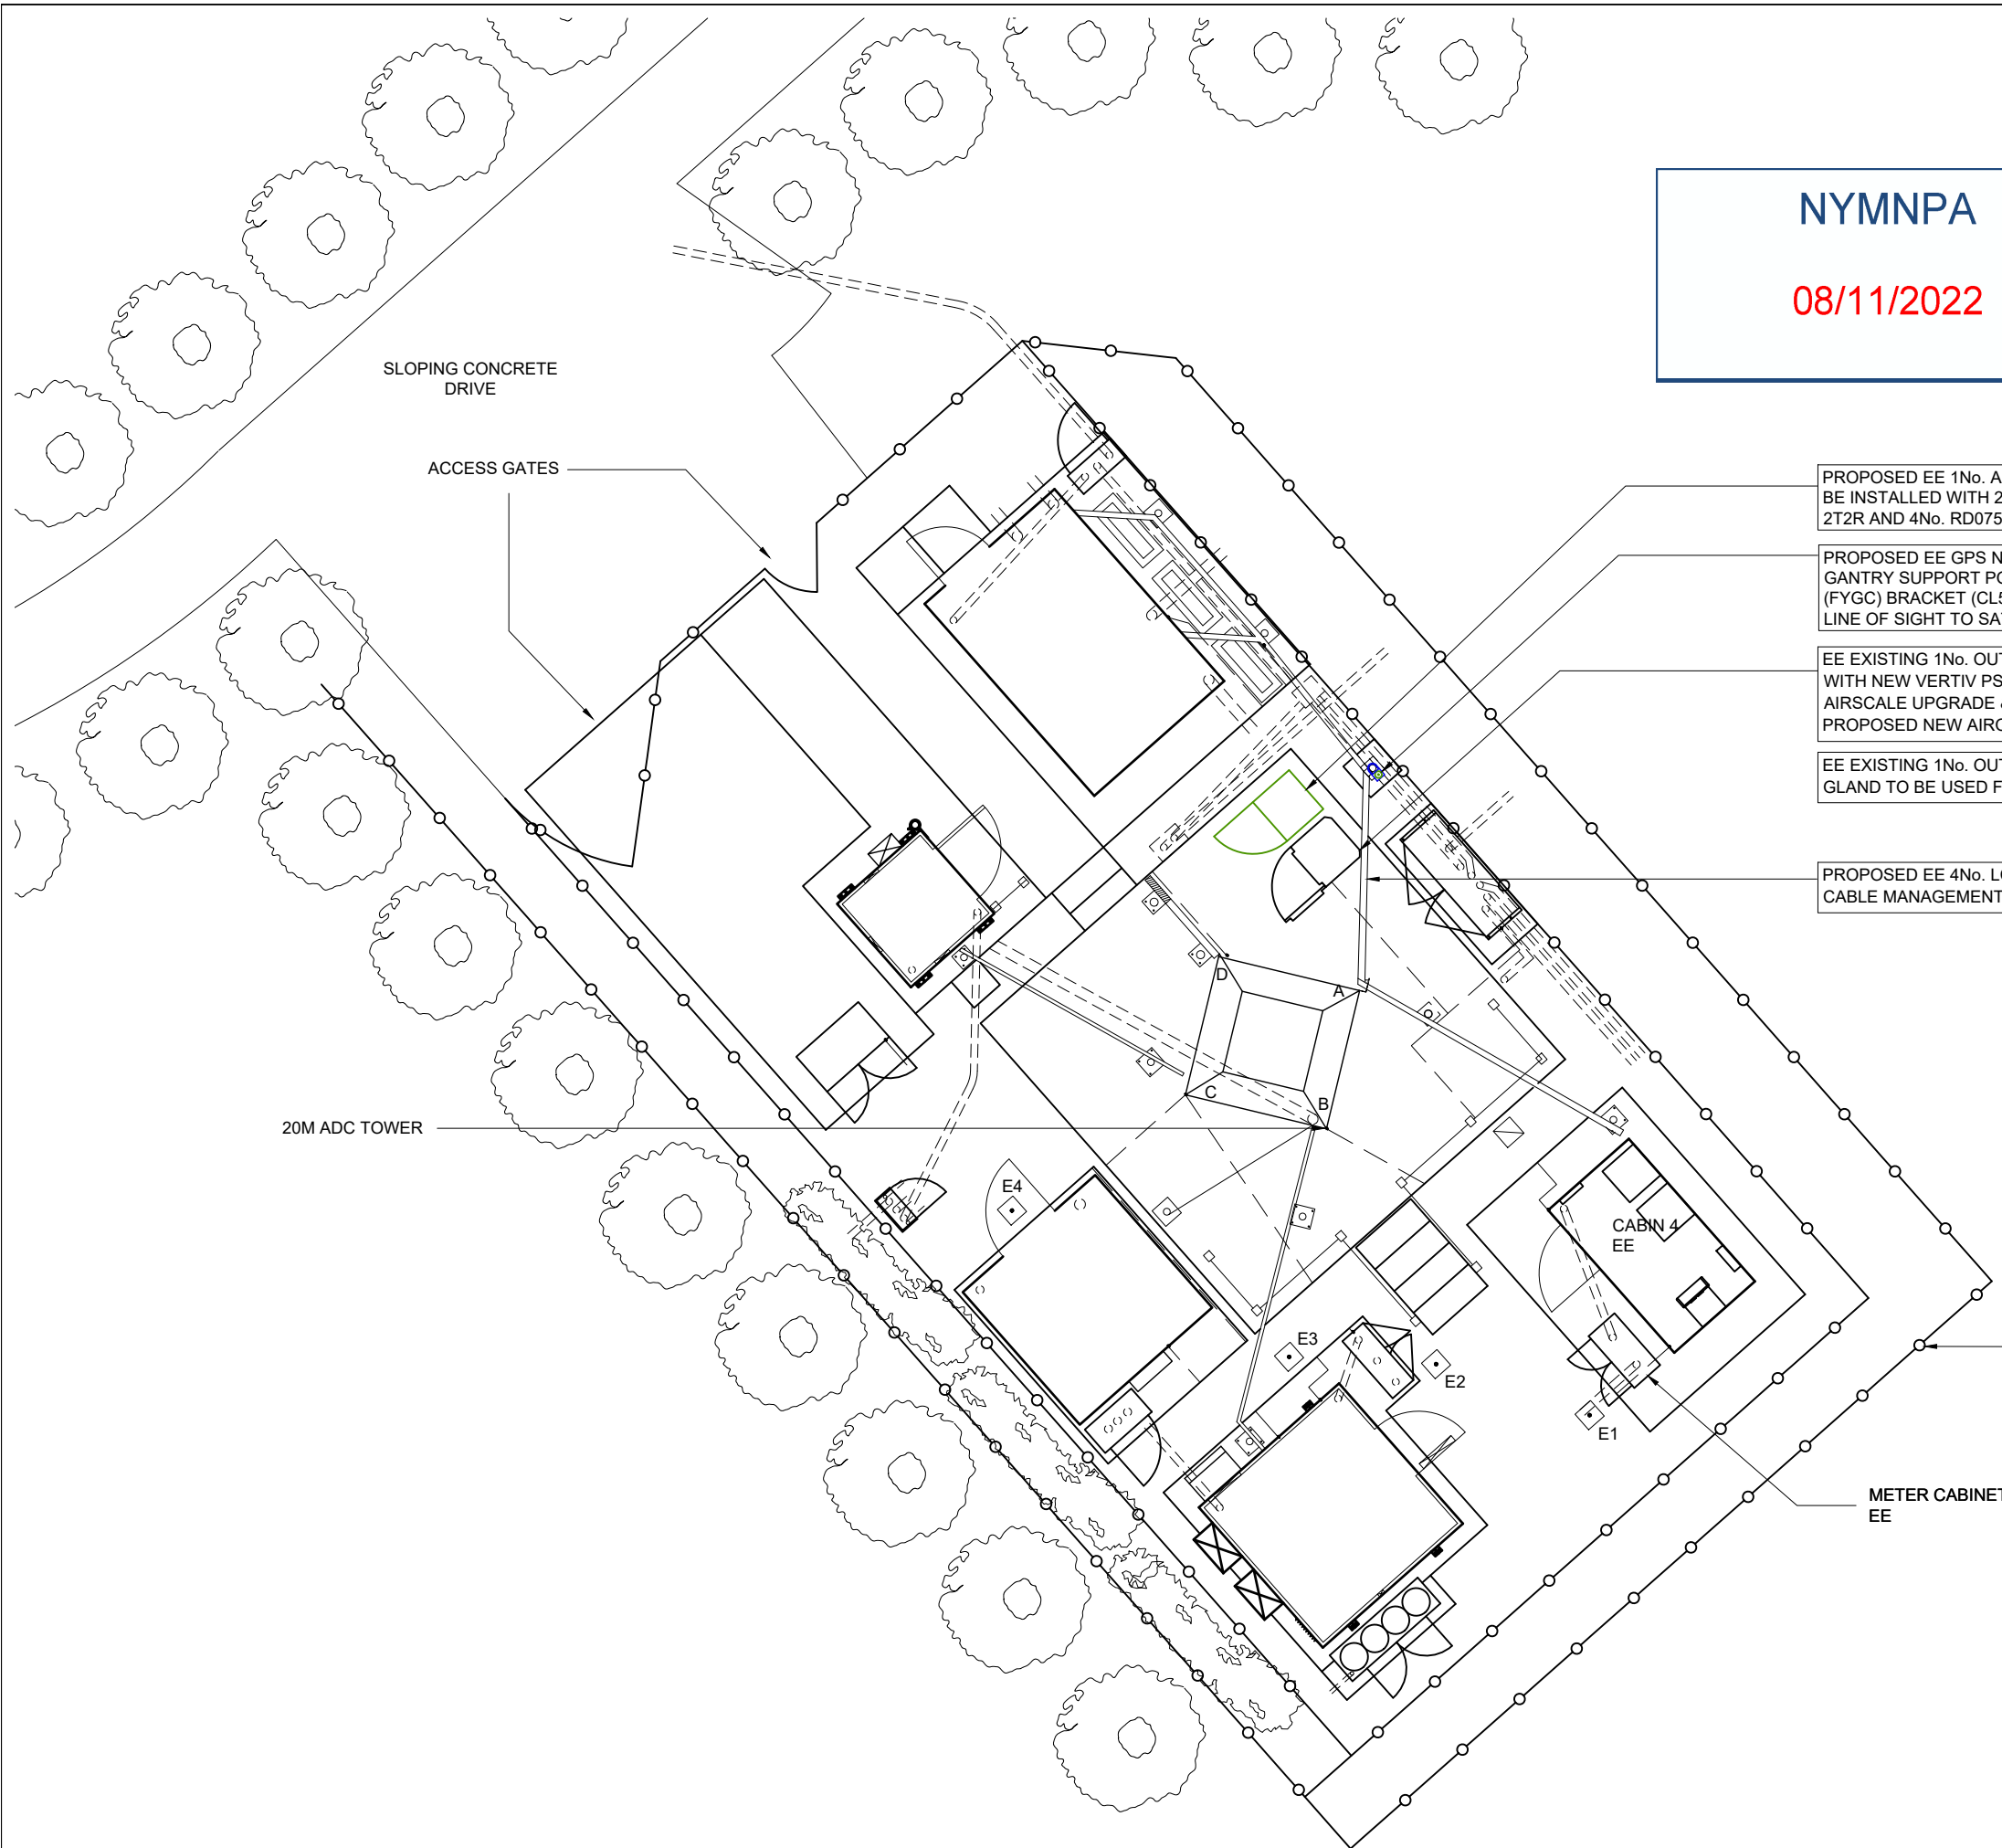 NYMNPA
08/11/2022
SLOPING CONCRETE
DRIVE
ACCESS GATES
PROPOSED EE 1No. A
BE INSTALLED WITH 2
2T2R AND 4No. RD075
PROPOSED EE GPS N
GANTRY SUPPORT PO
(FYGC) BRACKET (CL5
LINE OF SIGHT TO SA
EE EXISTING 1No. OUT
WITH NEW VERTIV PS
AIRSCALE UPGRADE
PROPOSED NEW AIRC
EE EXISTING 1No. OUT
GLAND TO BE USED F
PROPOSED EE 4No. L
CABLE MANAGEMENT
D
A
C
B
20M ADC TOWER
E4
CABIN 4
EE
E3
E2
E1
METER CABINET
EE